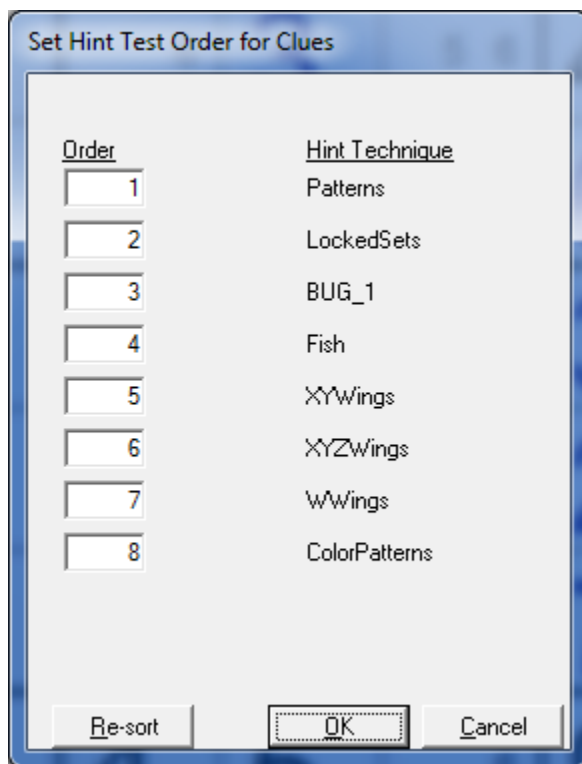 Set Hint Test Order for Clues
Order Hint Technique
1 Patterns
2 LockedSets
3 BUG_1
4 Fish
5 XYWings
6 XYZWings
7 WWings
8 ColorPatterns
Re-sort OK Cancel